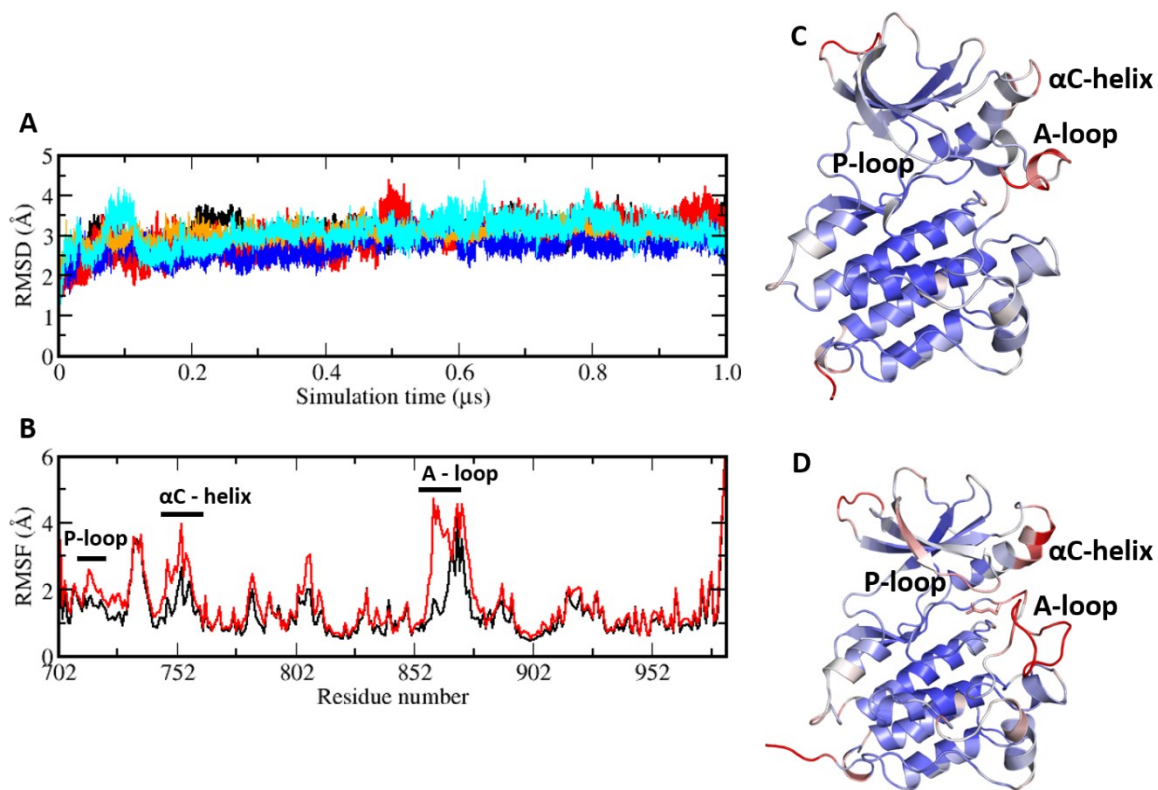 A
5
4
3
2
1
0
RMSD (Å)
0
0.2
0.4
0.6
0.8
1.0
Simulation time (μs)
B
6
4
2
0
RMSF (Å)
P-loop
αC - helix
A - loop
702
752
802
852
902
952
Residue number
C
αC-helix
A-loop
P-loop
D
αC-helix
P-loop
A-loop